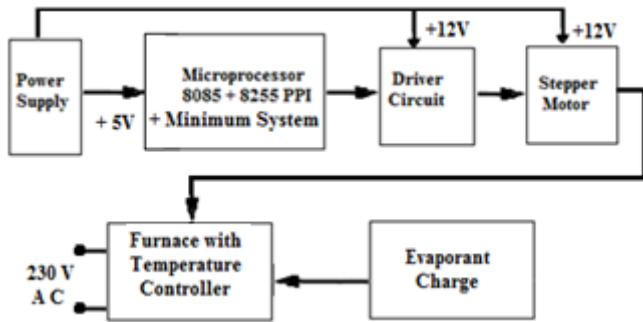 +12V
+12V
Power
Supply
+ 5V
Microprocessor
8085 + 8255 PPI
+ Minimum System
Driver
Circuit
Stepper
Motor
230 V
A C
Furnace with
Temperature
Controller
Evaporant
Charge